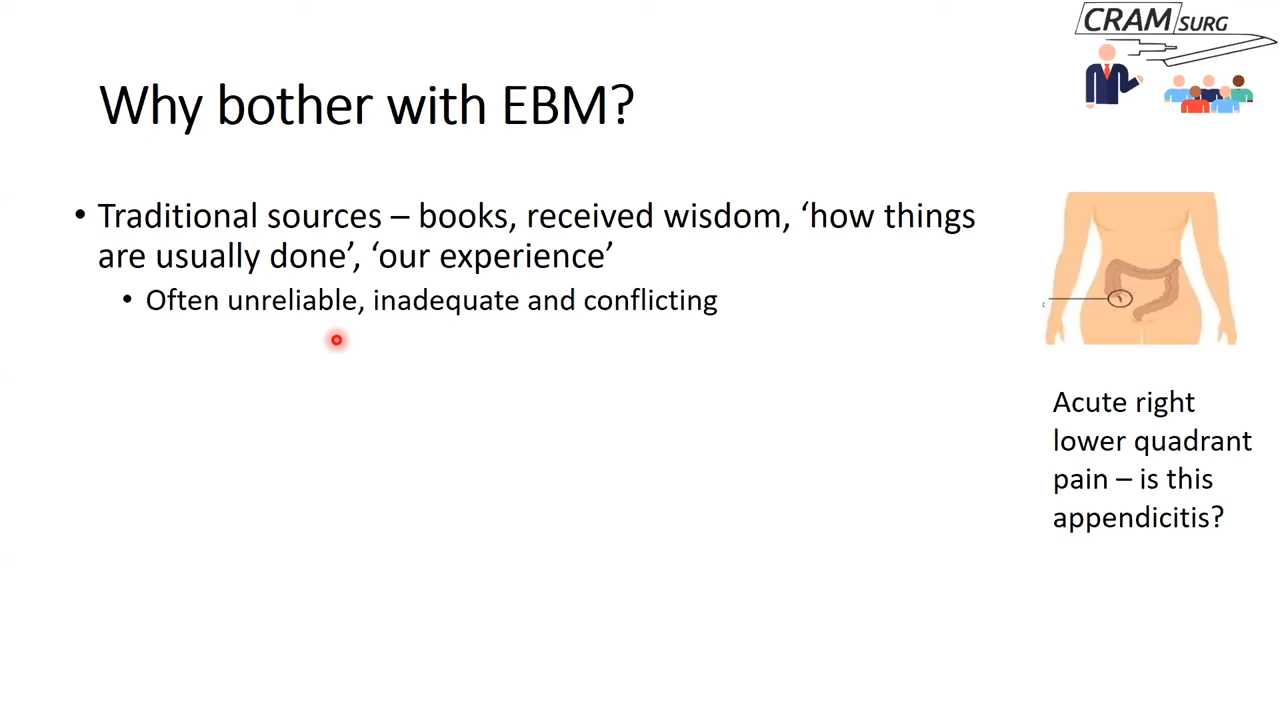 CRAM SURG
Why bother with EBM?
• Traditional sources – books, received wisdom, ‘how things
are usually done’, ‘our experience’
• Often unreliable, inadequate and conflicting
Acute right
lower quadrant
pain – is this
appendicitis?